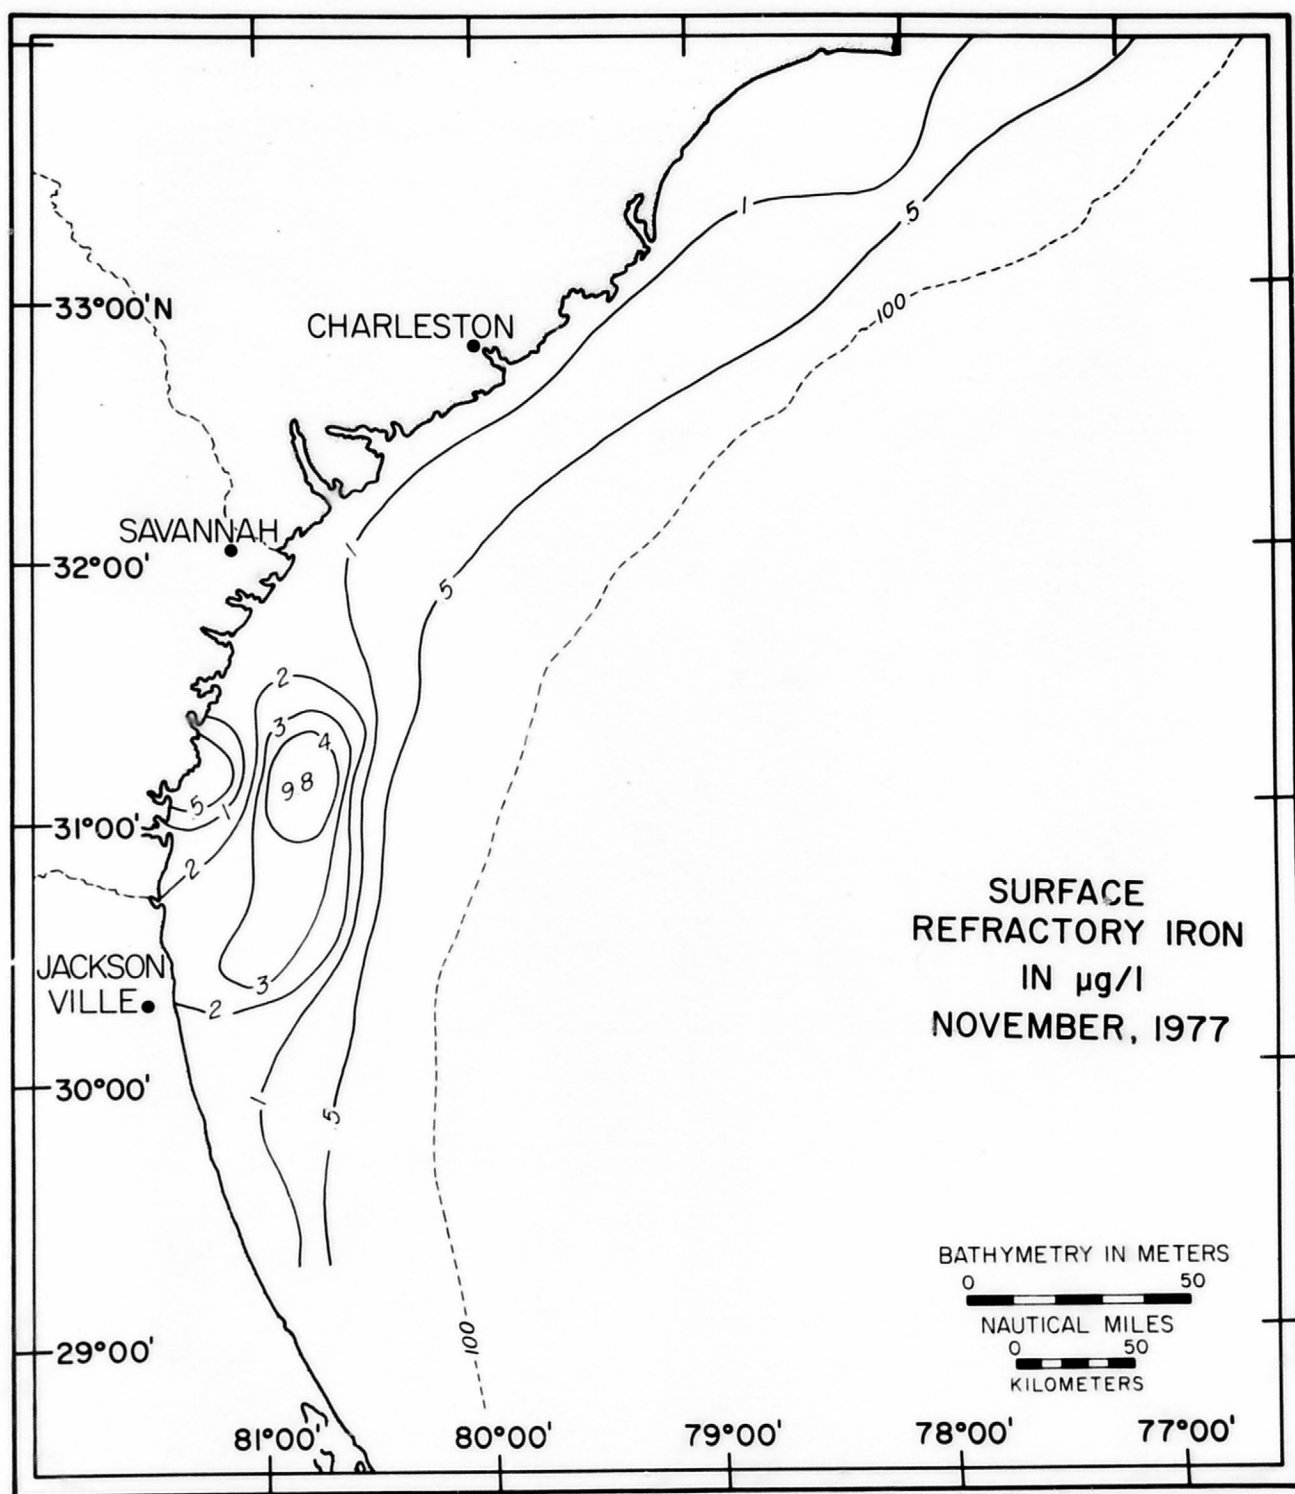 1
.5
100
33°00'N
CHARLESTON
SAVANNAH
1
32°00'
.5
2
3
4
9.8
.5
1
31°00'
2
SURFACE
REFRACTORY IRON
IN µg/l
NOVEMBER, 1977
JACKSON
VILLE
3
2
30°00'
1
.5
BATHYMETRY IN METERS
0 50
NAUTICAL MILES
0 50
KILOMETERS
29°00'
100
81°00' 80°00' 79°00' 78°00' 77°00'